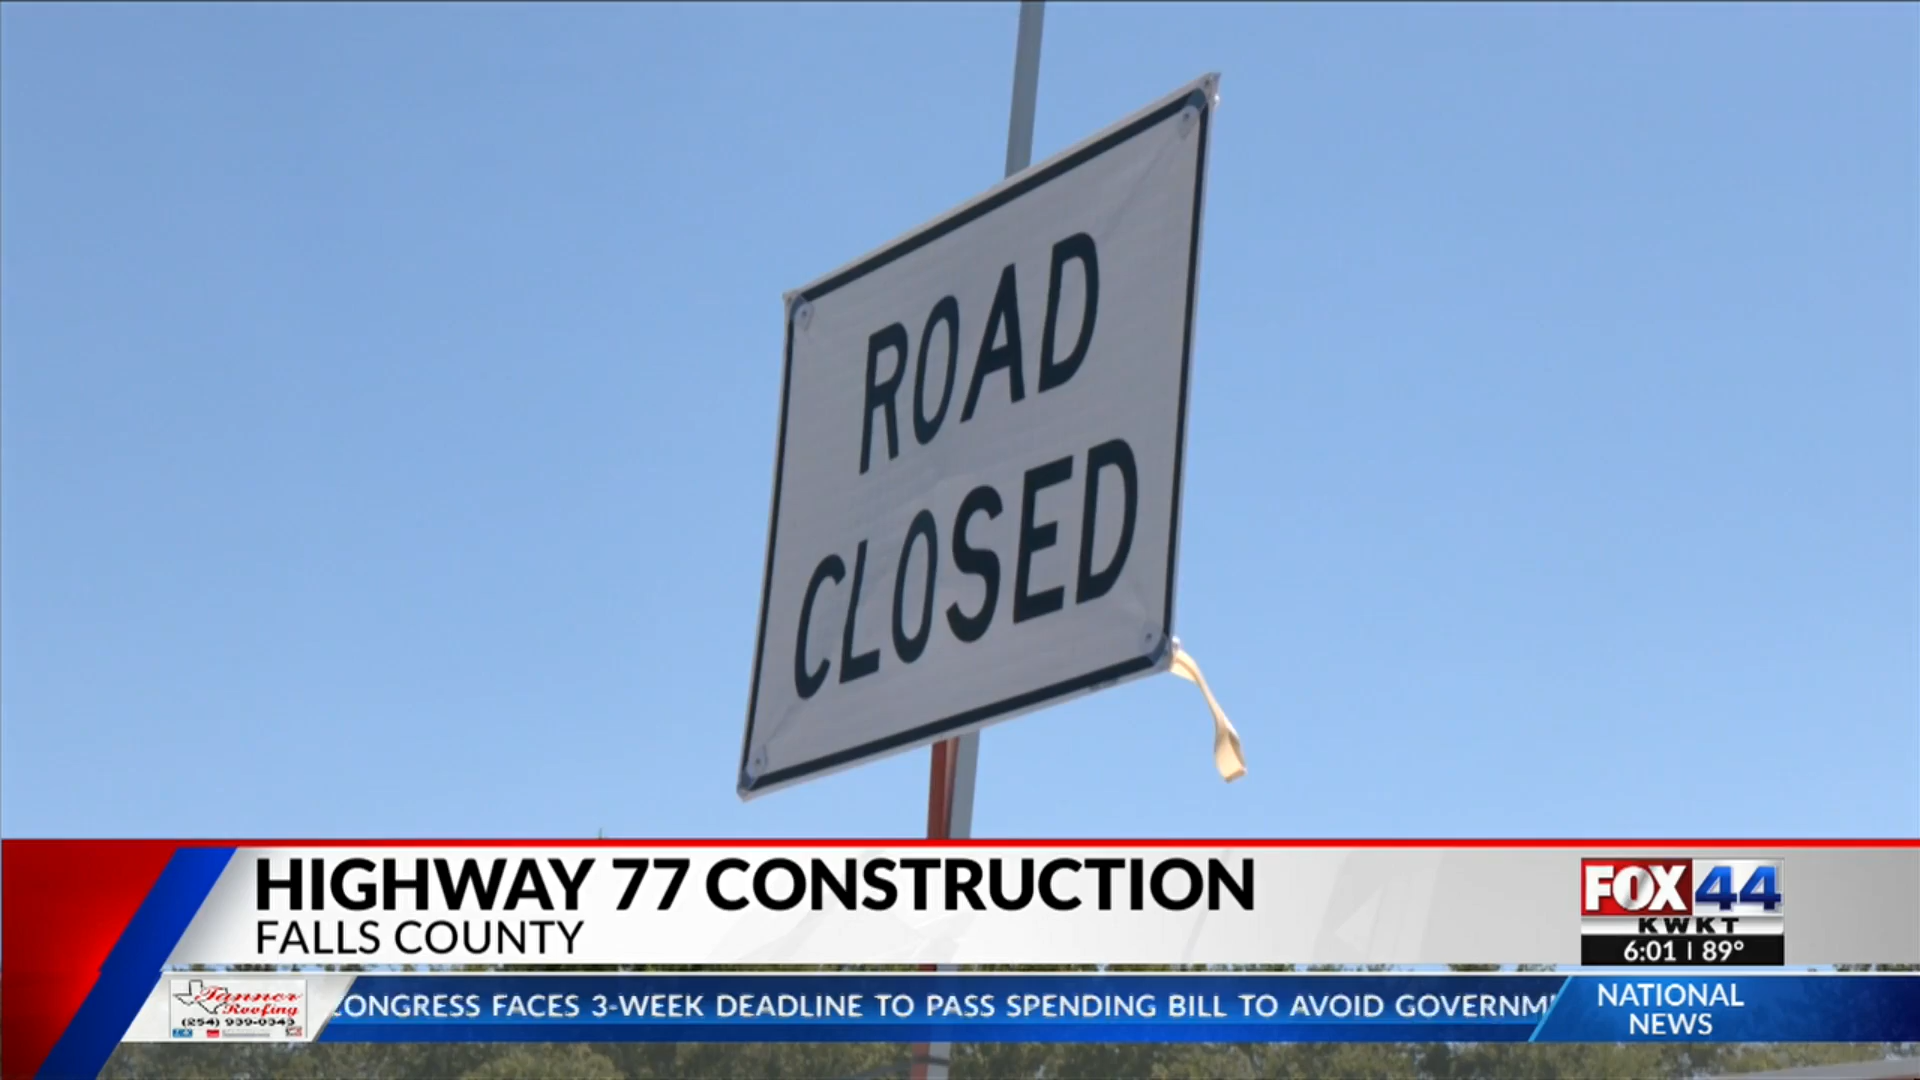 ROAD
CLOSED
HIGHWAY 77 CONSTRUCTION
FALLS COUNTY
FOX 44
KWKT
6:01 | 89°
Tanner
Roofing
(254) 939-0343
CONGRESS FACES 3-WEEK DEADLINE TO PASS SPENDING BILL TO AVOID GOVERNM
NATIONAL
NEWS